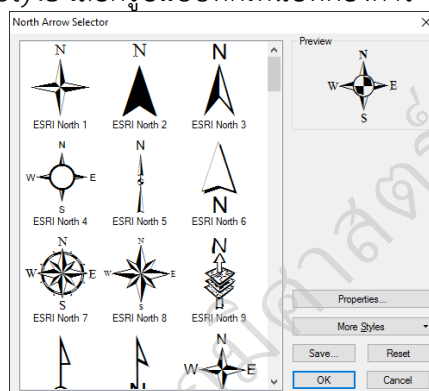 North Arrow Selector
Preview
N N N
N
W E
S
ESRI North 1 ESRI North 2 ESRI North 3
N N
W E
S N
ESRI North 4 ESRI North 5 ESRI North 6
N N N
W E W E
S S
ESRI North 7 ESRI North 8 ESRI North 9
N
W E
Properties...
More Styles
Save... Reset
OK Cancel